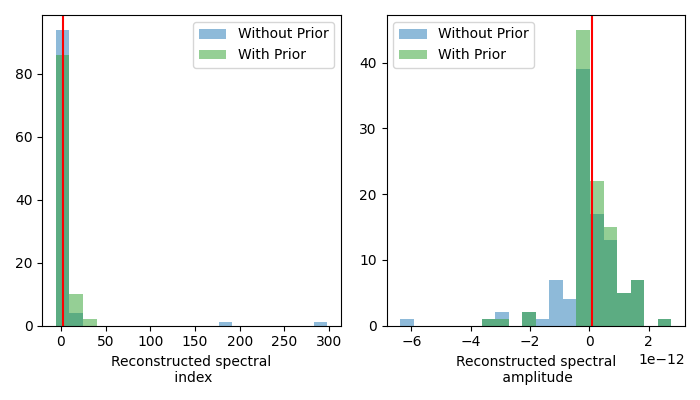 Without Prior
With Prior
80
60
40
20
0
0
50
100
150
200
250
300
Reconstructed spectral
index
Without Prior
With Prior
40
30
20
10
0
−6
−4
−2
0
2
1e−12
Reconstructed spectral
amplitude